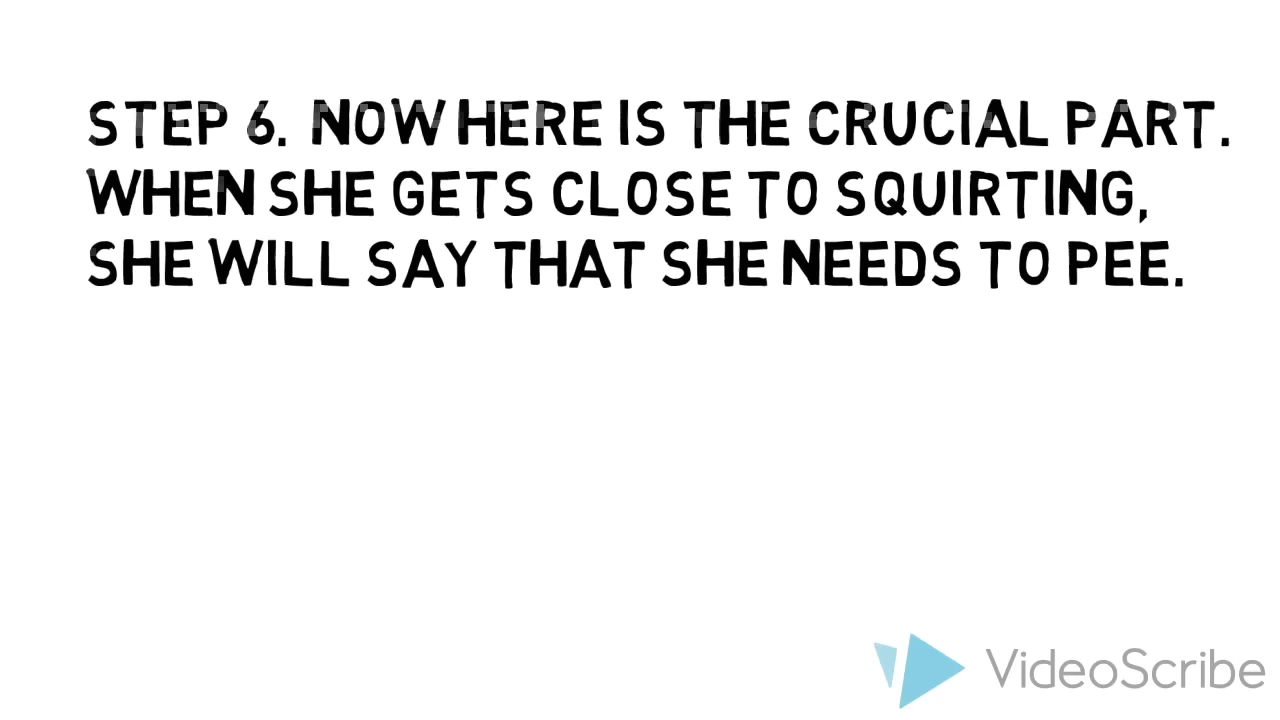 STEP 6. NOW HERE IS THE CRUCIAL PART.
WHEN SHE GETS CLOSE TO SQUIRTING,
SHE WILL SAY THAT SHE NEEDS TO PEE.
VideoScribe